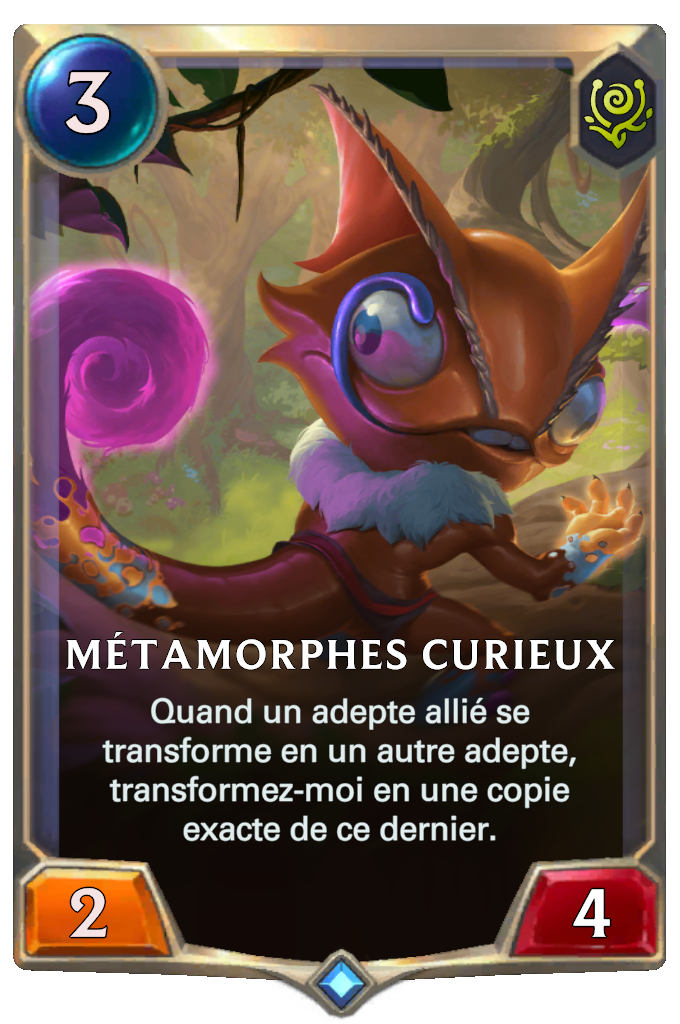 3
MÉTAMORPHES CURIEUX
Quand un adepte allié se
transforme en un autre adepte,
transformez-moi en une copie
exacte de ce dernier.
2
4